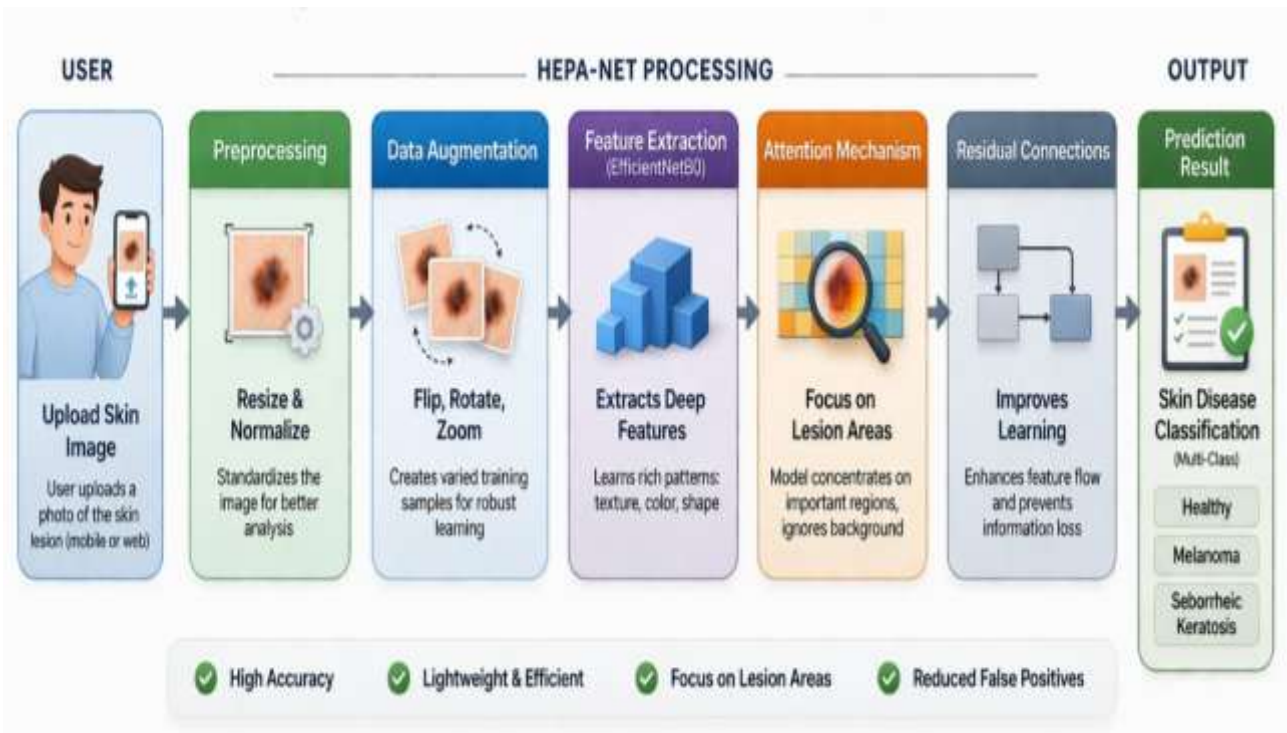 USER
HEPA-NET PROCESSING
OUTPUT
Upload Skin
Image
User uploads a
photo of the skin
lesion (mobile or web)
Preprocessing
Resize &
Normalize
Standardizes the
image for better
analysis
Data Augmentation
Flip, Rotate,
Zoom
Creates varied training
samples for robust
learning
Feature Extraction
(EfficientNetB0)
Extracts Deep
Features
Learns rich patterns:
texture, color, shape
Attention Mechanism
Focus on
Lesion Areas
Model concentrates on
important regions,
ignores background
Residual Connections
Improves
Learning
Enhances feature flow
and prevents
information loss
Prediction
Result
Skin Disease
Classification
(Multi-Class)
Healthy
Melanoma
Seborrheic
Keratosis
High Accuracy
Lightweight & Efficient
Focus on Lesion Areas
Reduced False Positives